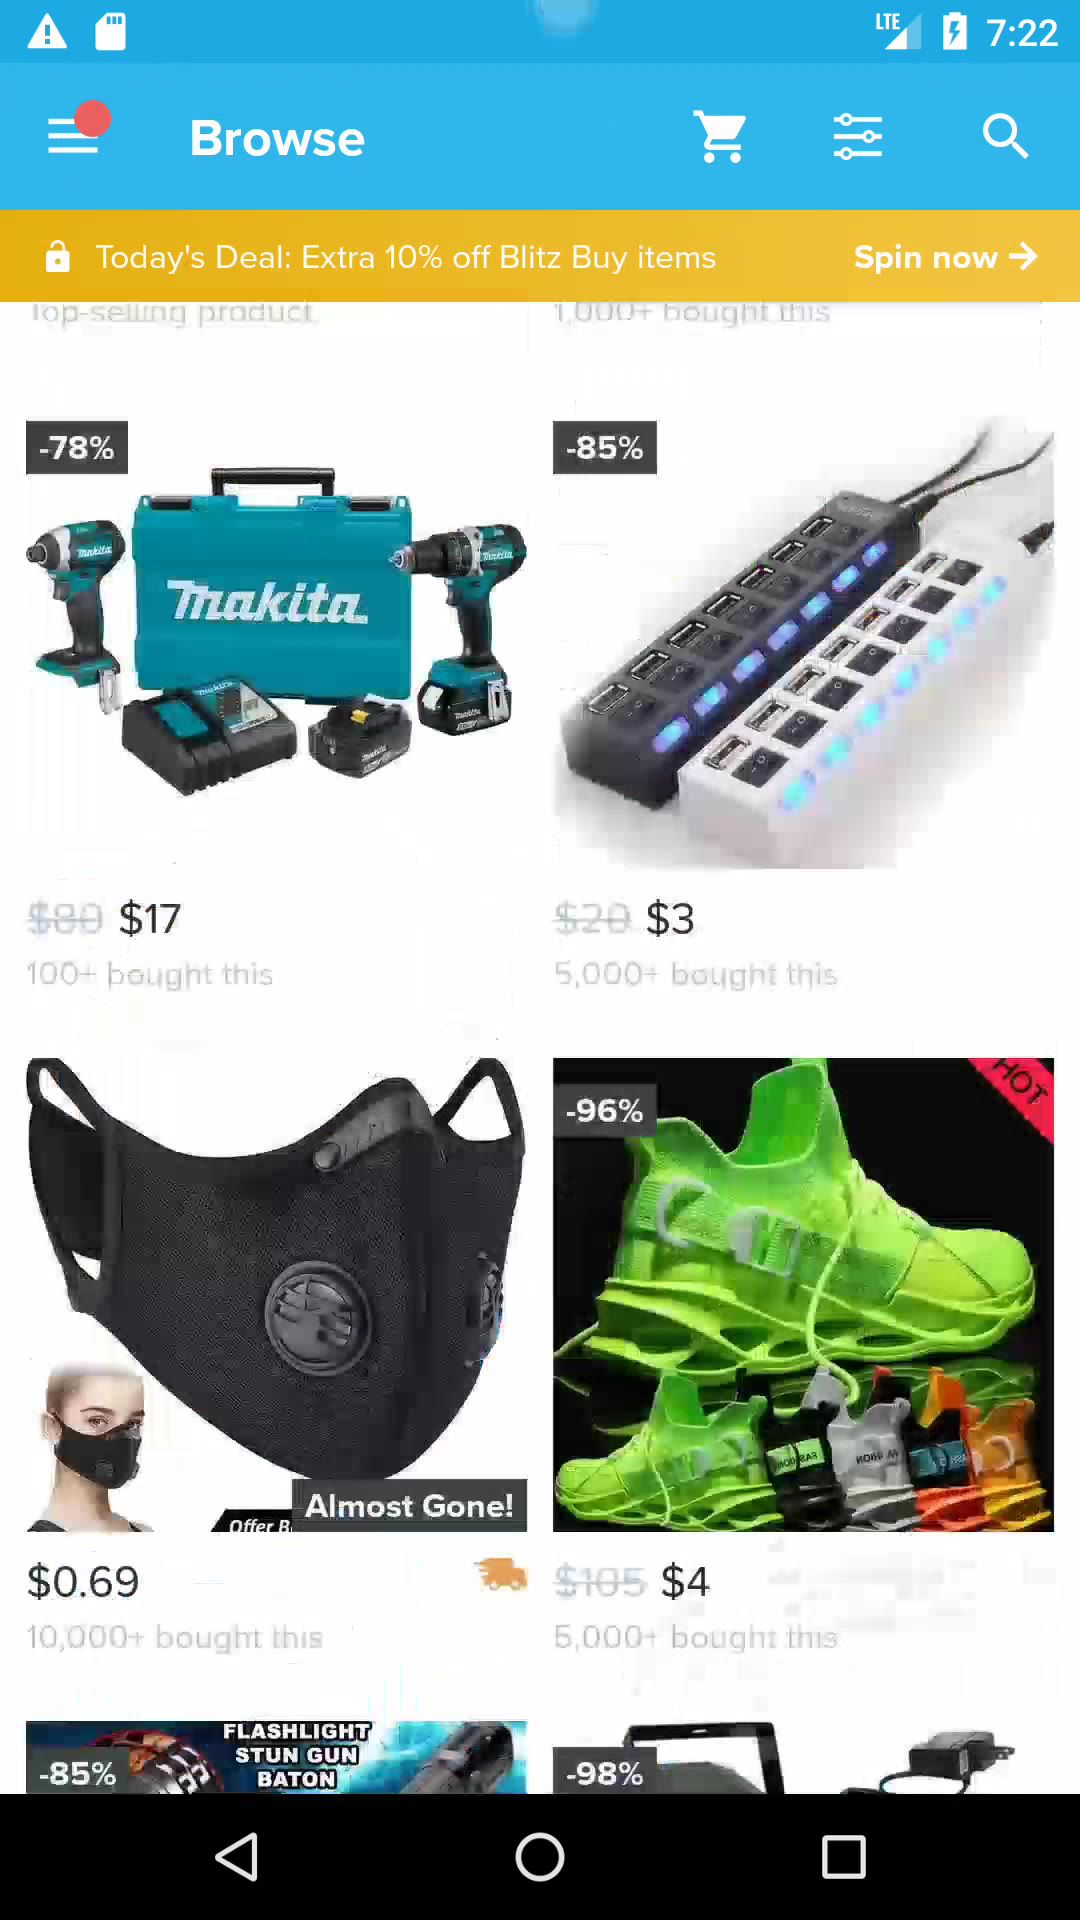 LTE 7:22
Browse
Today's Deal: Extra 10% off Blitz Buy items Spin now
Top-selling product 1,000+ bought this
-78% -85%
makita
makita
makita
$80 $17 $20 $3
100+ bought this 5,000+ bought this
-96% HOT
Almost Gone!
Offer
$0.69 $105 $4
10,000+ bought this 5,000+ bought this
FLASHLIGHT
STUN GUN
BATON
-85% -98%